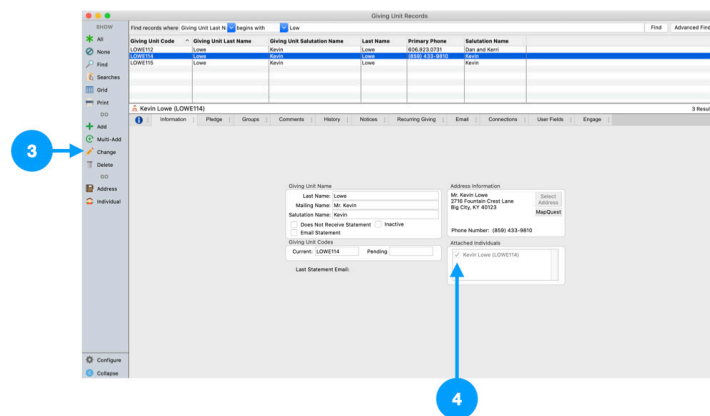 Giving Unit Records
SHOW
All
None
Find
Searches
Grid
Print
GO
Add
Multi-Add
Change
Delete
GO
Address
Individual
Configure
Collapse
Find records where Giving Unit Last N begins with Low Find Advanced Find
Giving Unit Code Giving Unit Last Name Giving Unit Salutation Name Last Name Primary Phone Salutation Name
LOWE112 Lowe Kevin Lowe 606.823.0731 Dan and Kerri
LOWE114 Lowe Kevin Lowe (859) 433-9810 Kevin
LOWE115 Lowe Kevin Lowe Kevin
Kevin Lowe (LOWE114) 3 Resul
Information Pledge Groups Comments History Notices Recurring Giving Email Connections User Fields Engage
Giving Unit Name
Last Name: Lowe
Mailing Name: Mr. Kevin
Salutation Name: Kevin
Does Not Receive Statement Inactive
Email Statement
Giving Unit Codes
Current: LOWE114 Pending
Last Statement Email:
Address Information
Mr. Kevin Lowe
2716 Fountain Crest Lane
Big City, KY 40123
Select
Address
MapQuest
Phone Number: (859) 433-9810
Attached Individuals
Kevin Lowe (LOWE114)
3
4